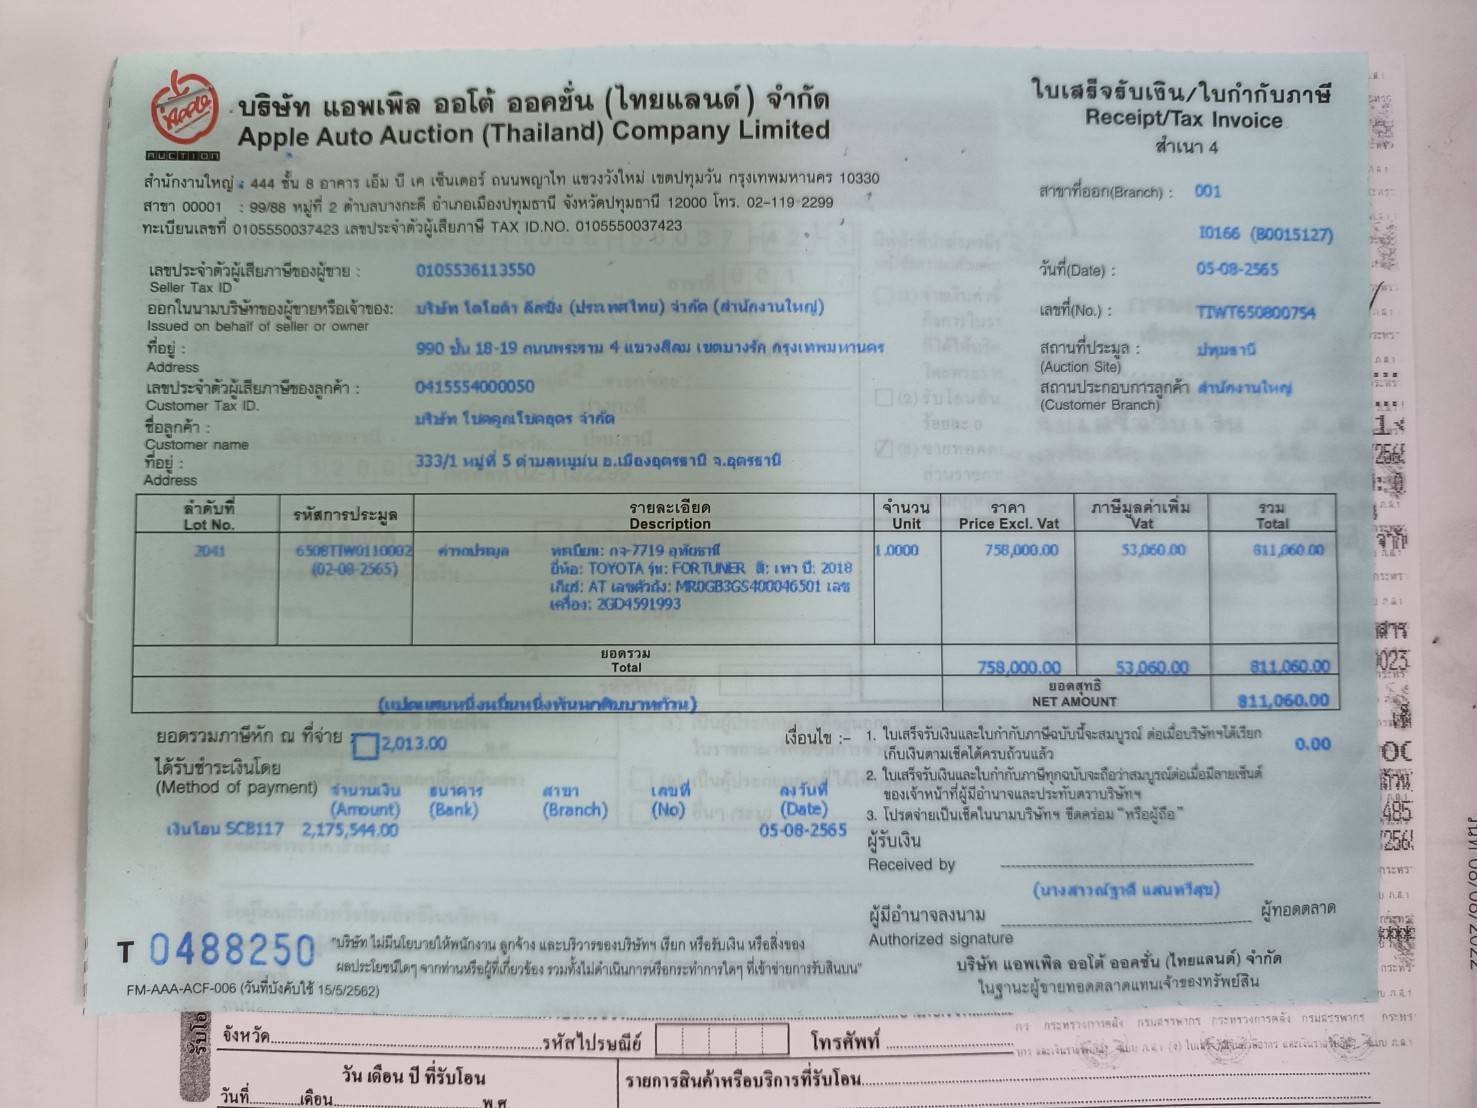 Apple
AUCTION
บริษัท แอพเพิล ออโต้ ออคชั่น (ไทยแลนด์) จำกัด
Apple Auto Auction (Thailand) Company Limited
ใบเสร็จรับเงิน/ใบกำกับภาษี
Receipt/Tax Invoice
สำเนา 4
สำนักงานใหญ่ : 444 ชั้น 8 อาคาร เอ็ม บี เค เซ็นเตอร์ ถนนพญาไท แขวงวังใหม่ เขตปทุมวัน กรุงเทพมหานคร 10330
สาขา 00001 : 99/88 หมู่ที่ 2 ตำบลบางกะดี อำเภอเมืองปทุมธานี จังหวัดปทุมธานี 12000 โทร. 02-119-2299
ทะเบียนเลขที่ 0105550037423 เลขประจำตัวผู้เสียภาษี TAX ID.NO. 0105550037423
สาขาที่ออก(Branch) : 001
I0166 (B0015127)
เลขประจำตัวผู้เสียภาษีของผู้ขาย : 0105536113550
Seller Tax ID
วันที่(Date) : 05-08-2565
ออกในนามบริษัทของผู้ขายหรือเจ้าของ: บริษัท โตโยต้า ลีสซิ่ง (ประเทศไทย) จำกัด (สำนักงานใหญ่)
Issued on behalf of seller or owner
เลขที่(No.) : TIWT650800754
ที่อยู่ : 990 ชั้น 18-19 ถนนพระราม 4 แขวงสีลม เขตบางรัก กรุงเทพมหานคร
Address
สถานที่ประมูล : ปทุมธานี
(Auction Site)
เลขประจำตัวผู้เสียภาษีของลูกค้า : 0415554000050
Customer Tax ID.
สถานประกอบการลูกค้า สำนักงานใหญ่
(Customer Branch)
ชื่อลูกค้า : บริษัท โชคคูณโชคอุดร จำกัด
Customer name
ที่อยู่ : 333/1 หมู่ที่ 5 ตำบลหนูม่น อ.เมืองอุดรธานี จ.อุดรธานี
Address
ลำดับที่ รหัสการประมูล รายละเอียด จำนวน ราคา ภาษีมูลค่าเพิ่ม รวม
Lot No. Description Unit Price Excl. Vat Vat Total
2041 6508TTW0110002 ค่ารถประมูล ทะเบียน: กจ-7719 อุทัยธานี 1.0000 758,000.00 53,060.00 811,060.00
(02-08-2565) ยี่ห้อ: TOYOTA รุ่น: FORTUNER สี: เทา ปี: 2018
เกียร์: AT เลขตัวถัง: MR0GB3GS400046501 เลข
เครื่อง: 2GD4591993
ยอดรวม
Total 758,000.00 53,060.00 811,060.00
(แปดแสนหนึ่งหมื่นหนึ่งพันหกสิบบาทถ้วน) ยอดสุทธิ
NET AMOUNT 811,060.00
ยอดรวมภาษีหัก ณ ที่จ่าย : 2,013.00
เงื่อนไข :- 1. ใบเสร็จรับเงินและใบกำกับภาษีฉบับนี้จะสมบูรณ์ ต่อเมื่อบริษัทฯได้เรียก 0.00
เก็บเงินตามเช็คได้ครบถ้วนแล้ว
2. ใบเสร็จรับเงินและใบกำกับภาษีทุกฉบับจะถือว่าสมบูรณ์ต่อเมื่อมีลายเซ็นต์
ของเจ้าหน้าที่ผู้มีอำนาจและประทับตราบริษัทฯ
3. โปรดจ่ายเป็นเช็คในนามบริษัทฯ ขีดคร่อม "หรือผู้ถือ"
ได้รับชำระเงินโดย
(Method of payment) จำนวนเงิน ธนาคาร สาขา เลขที่ ลงวันที่
(Amount) (Bank) (Branch) (No) (Date)
เงินโอน SCB117 2,175,544.00 05-08-2565
ผู้รับเงิน
Received by
ผู้มีอำนาจลงนาม ผู้ทอดตลาด
Authorized signature
บริษัท แอพเพิล ออโต้ ออคชั่น (ไทยแลนด์) จำกัด
ในฐานะผู้ขายทอดตลาดแทนเจ้าของทรัพย์สิน
T 0488250
"บริษัท ไม่มีนโยบายให้พนักงาน ลูกจ้าง และบริวารของบริษัทฯ เรียก หรือรับเงิน หรือสิ่งของ
ผลประโยชน์ใดๆ จากท่านหรือผู้ที่เกี่ยวข้อง รวมทั้งไม่ดำเนินการหรือกระทำการใดๆ ที่เข้าข่ายการรับสินบน"
FM-AAA-ACF-006 (วันที่บังคับใช้ 15/5/2562)
จังหวัด รหัสไปรษณีย์ โทรศัพท์
วัน เดือน ปี ที่รับโอน รายการสินค้าหรือบริการที่รับโอน
วันที่ เดือน พ.ศ.